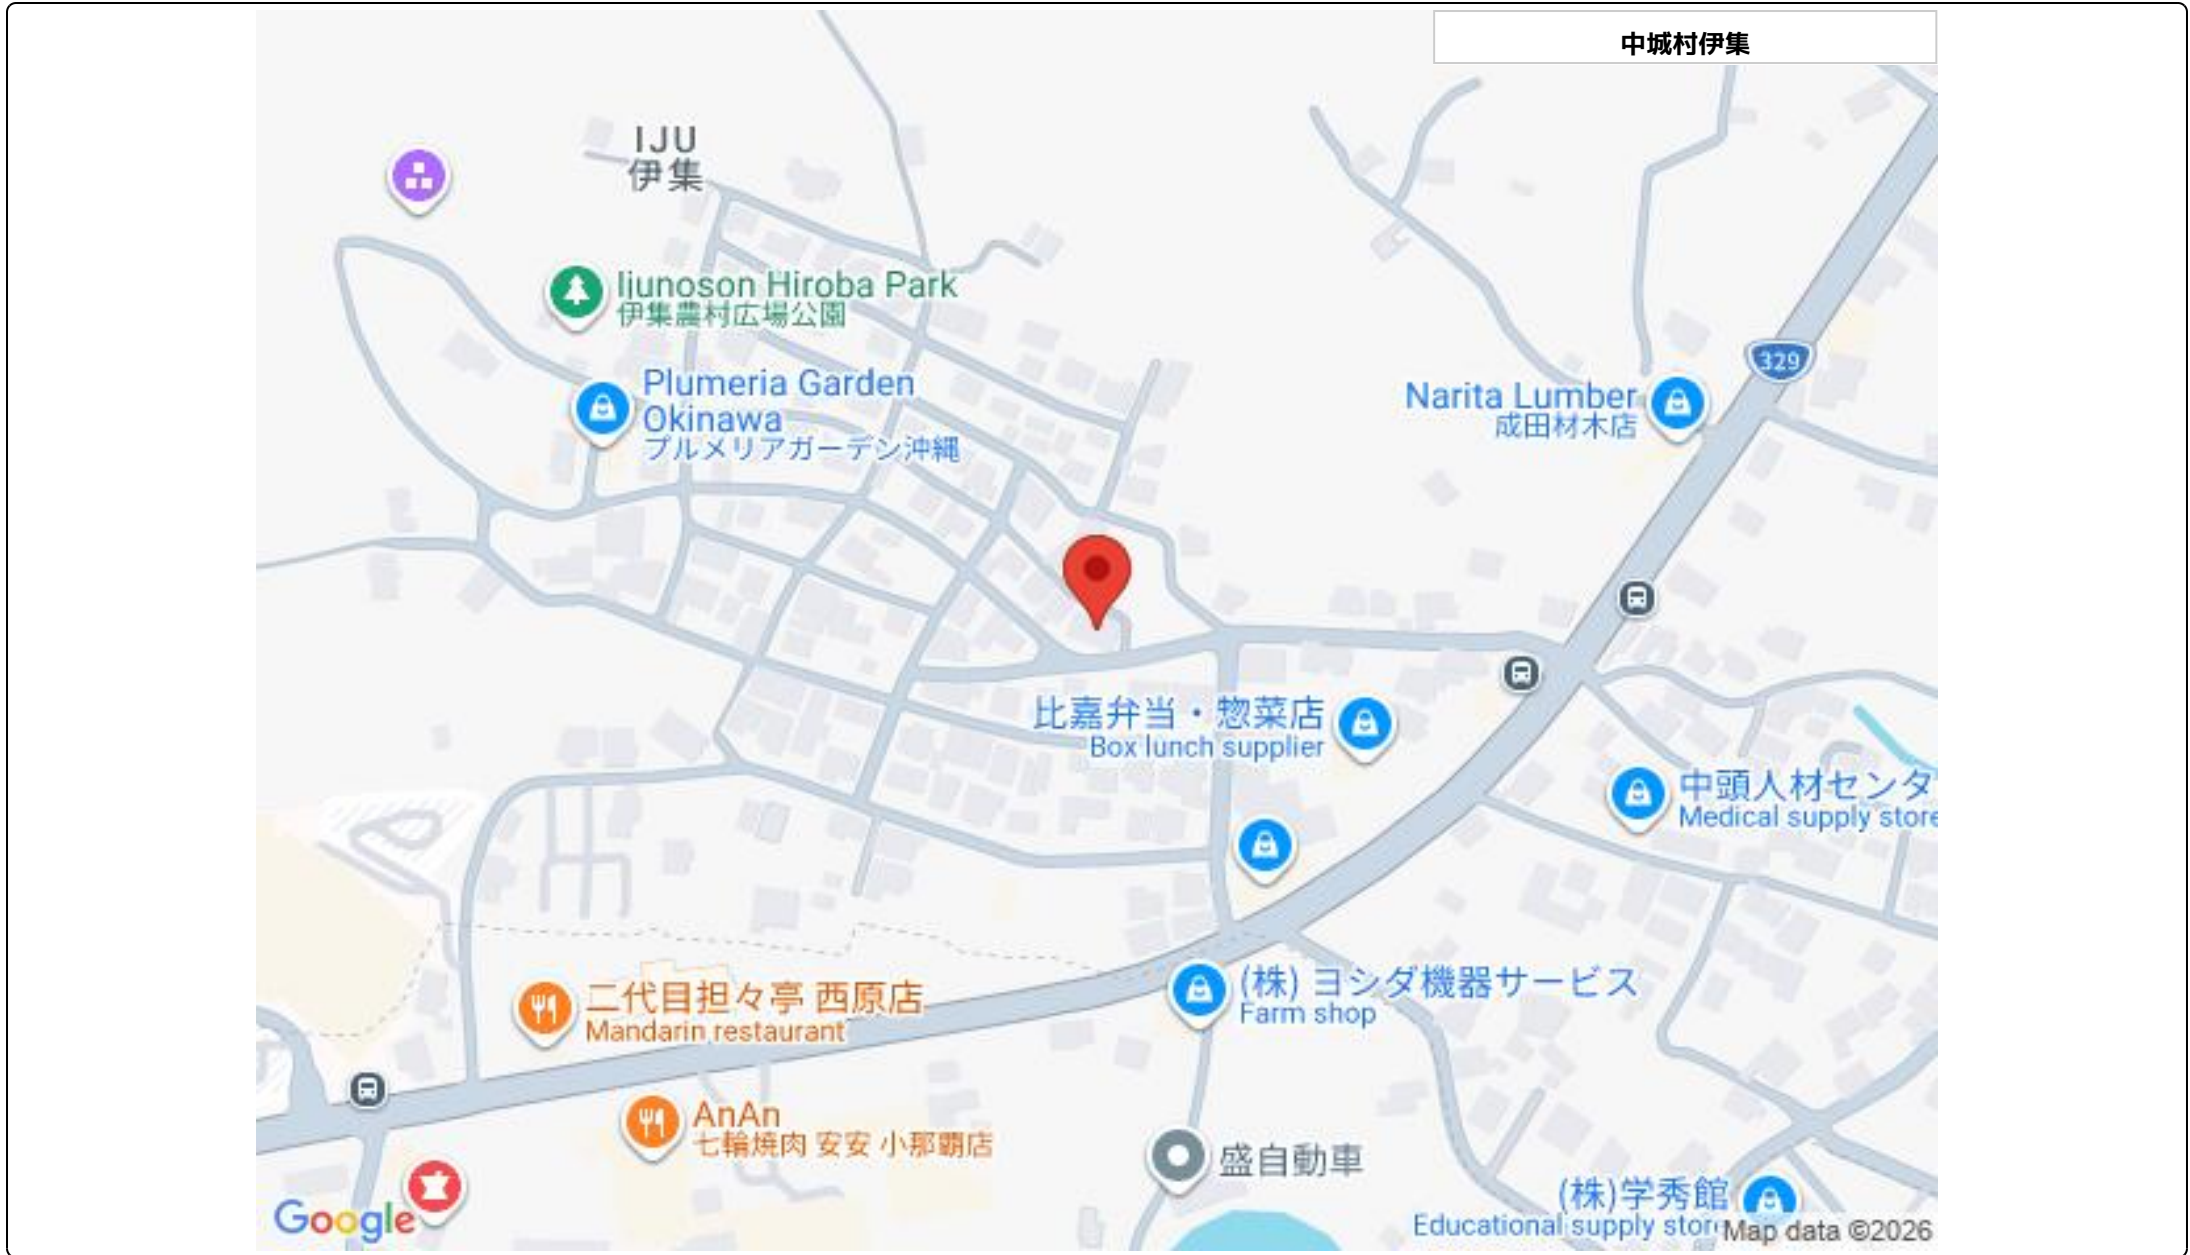 中城村伊集
IJU
伊集
Ijunoson Hiroba Park
伊集農村広場公園
Plumeria Garden
Okinawa
プルメリアガーデン沖縄
Narita Lumber
成田材木店
329
比嘉弁当・惣菜店
Box lunch supplier
中頭人材センタ
Medical supply store
二代目担々亭 西原店
Mandarin restaurant
(株) ヨシダ機器サービス
Farm shop
AnAn
七輪焼肉 安安 小那覇店
盛自動車
(株)学秀館
Educational supply stor
Google
Map data ©2026